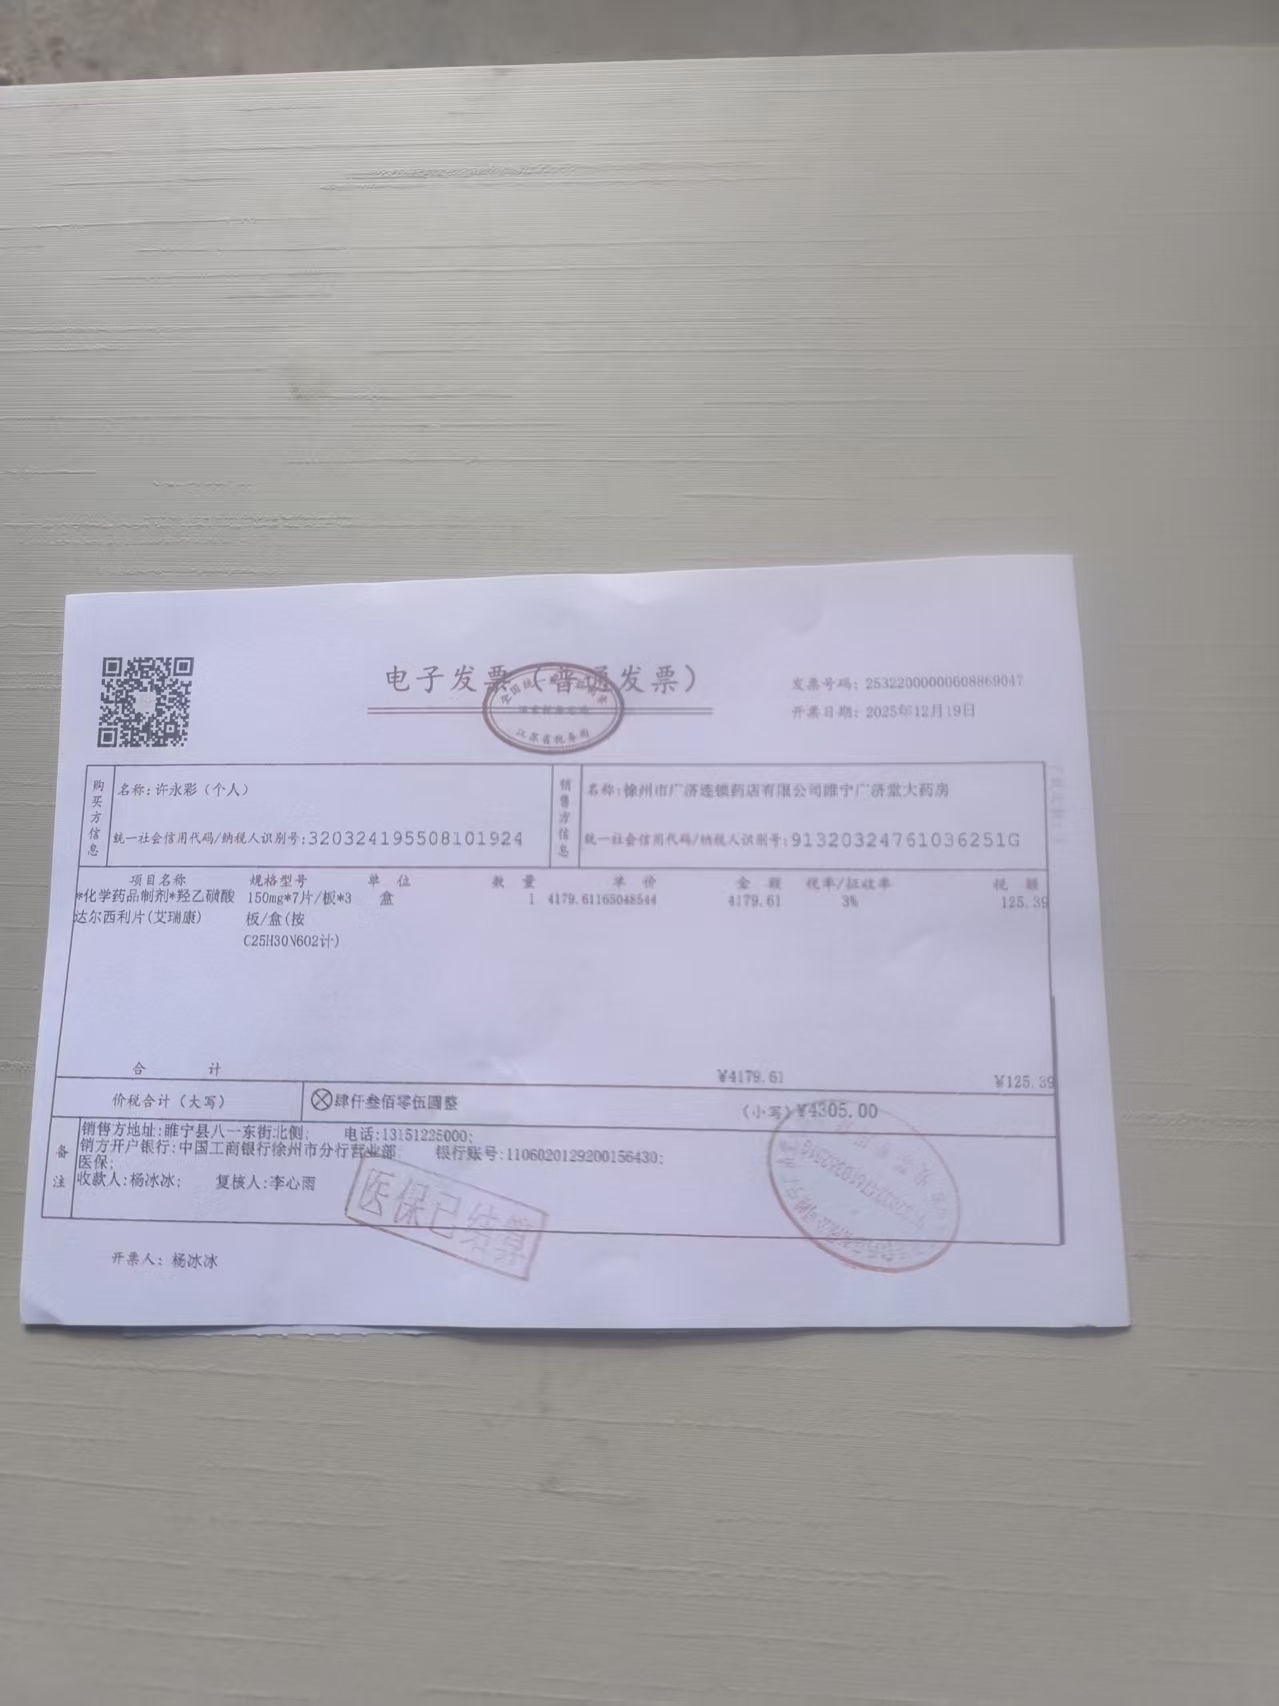 电子发票（普通发票）
江苏省税务局
发票号码：25322000000608869047
开票日期：2025年12月19日
购买方信息
名称：许永彩（个人）
统一社会信用代码/纳税人识别号：320324195508101924
销售方信息
名称：徐州市广济连锁药店有限公司睢宁广济堂大药房
统一社会信用代码/纳税人识别号：91320324761036251G
项目名称 规格型号 单 位 数 量 单 价 金 额 税率/征收率 税 额
*化学药品制剂*羟乙磺酸 150mg*7片/板*3 盒 1 4179.61165048544 4179.61 3% 125.39
达尔西利片(艾瑞康) 板/盒(按
C25H30N6O2计)
合 计 ¥4179.61 ¥125.39
价税合计（大写） ⊗肆仟叁佰零伍圆整 （小写）¥4305.00
备注
销售方地址:睢宁县八一东街北侧; 电话:13151225000;
销方开户银行:中国工商银行徐州市分行营业部; 银行账号:1106020129200156430;
医保;
收款人:杨冰冰; 复核人:李心雨
医保已结算
开票人：杨冰冰